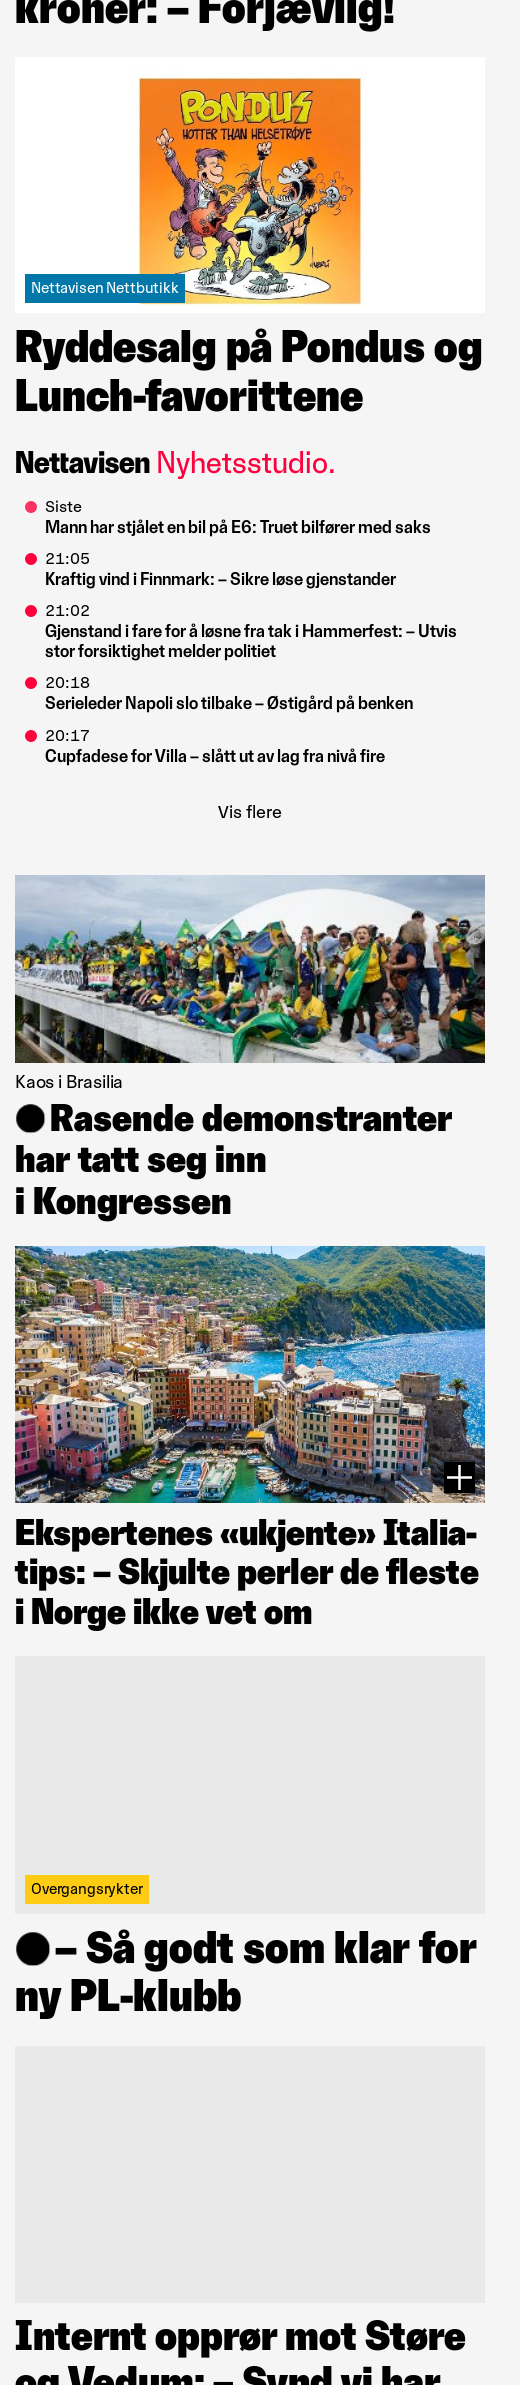 kroner: – Forjævlig!
PONDUS
HOTTER THAN HELSETRØYE
Nettavisen Nettbutikk
Ryddesalg på Pondus og
Lunch-favorittene
Nettavisen Nyhetsstudio.
Siste
Mann har stjålet en bil på E6: Truet bilfører med saks
21:05
Kraftig vind i Finnmark: – Sikre løse gjenstander
21:02
Gjenstand i fare for å løsne fra tak i Hammerfest: – Utvis
stor forsiktighet melder politiet
20:18
Serieleder Napoli slo tilbake – Østigård på benken
20:17
Cupfadese for Villa – slått ut av lag fra nivå fire
Vis flere
Kaos i Brasilia
Rasende demonstranter
har tatt seg inn
i Kongressen
Ekspertenes «ukjente» Italia-
tips: – Skjulte perler de fleste
i Norge ikke vet om
Overgangsrykter
– Så godt som klar for
ny PL-klubb
Internt opprør mot Støre
og Vedum: – Synd vi har